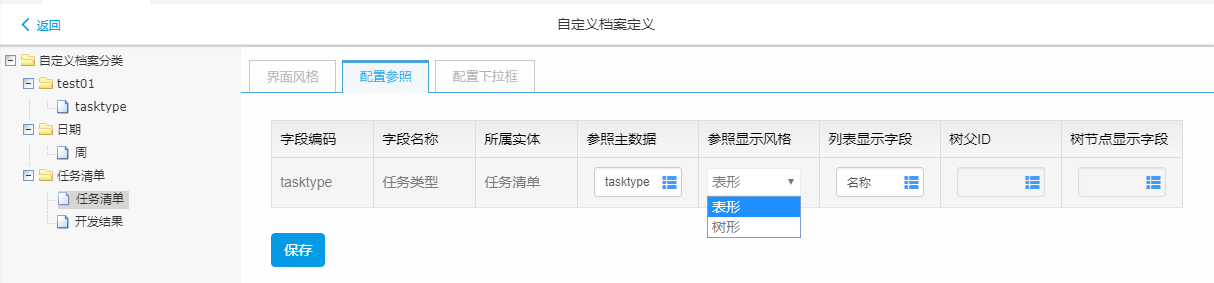 返回
自定义档案定义
自定义档案分类
test01
tasktype
日期
周
任务清单
任务清单
开发结果
界面风格 配置参照 配置下拉框
字段编码 字段名称 所属实体 参照主数据 参照显示风格 列表显示字段 树父ID 树节点显示字段
tasktype 任务类型 任务清单 tasktype 表形 名称
表形
树形
保存